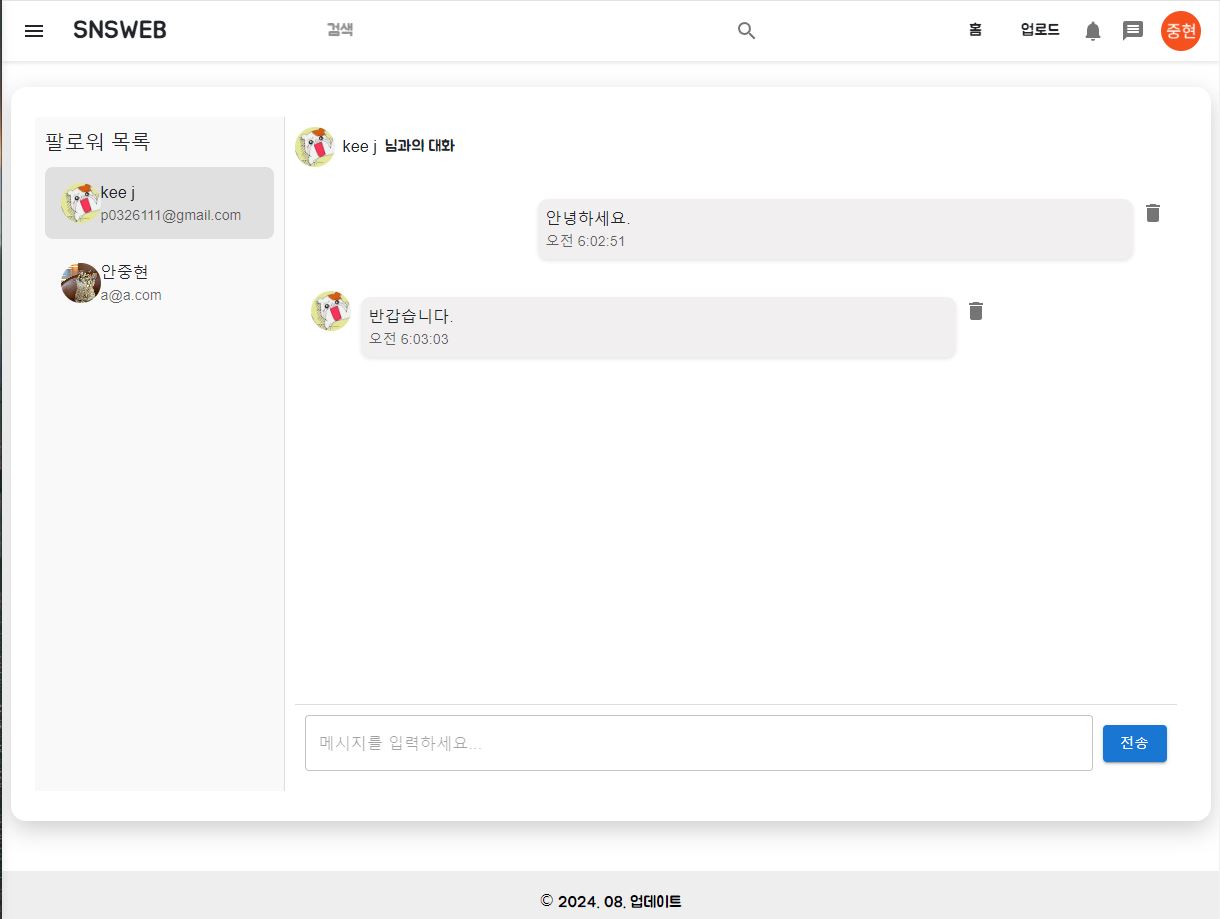 SNSWEB 검색 홈 업로드 중현
팔로워 목록
kee j
p0326111@gmail.com
안중현
a@a.com
kee j 님과의 대화
안녕하세요.
오전 6:02:51
반갑습니다.
오전 6:03:03
메시지를 입력하세요... 전송
© 2024. 08. 업데이트